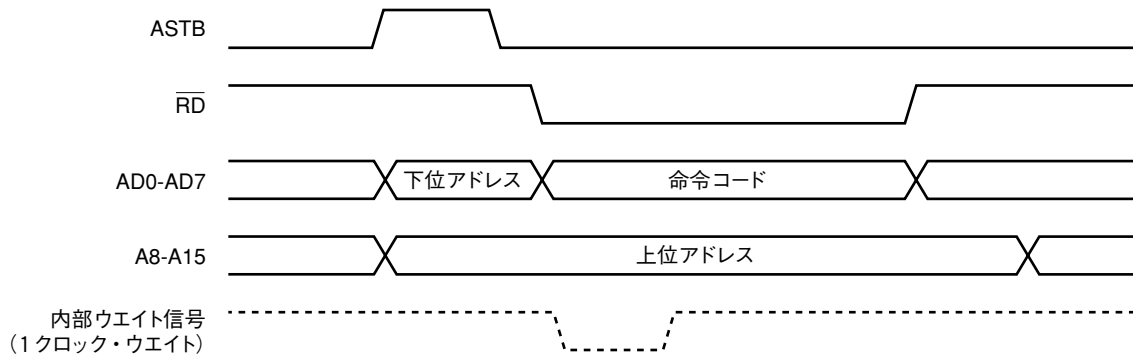 ASTB
RD
AD0-AD7
下位アドレス
命令コード
A8-A15
上位アドレス
内部ウエイト信号
(1クロック・ウエイト)